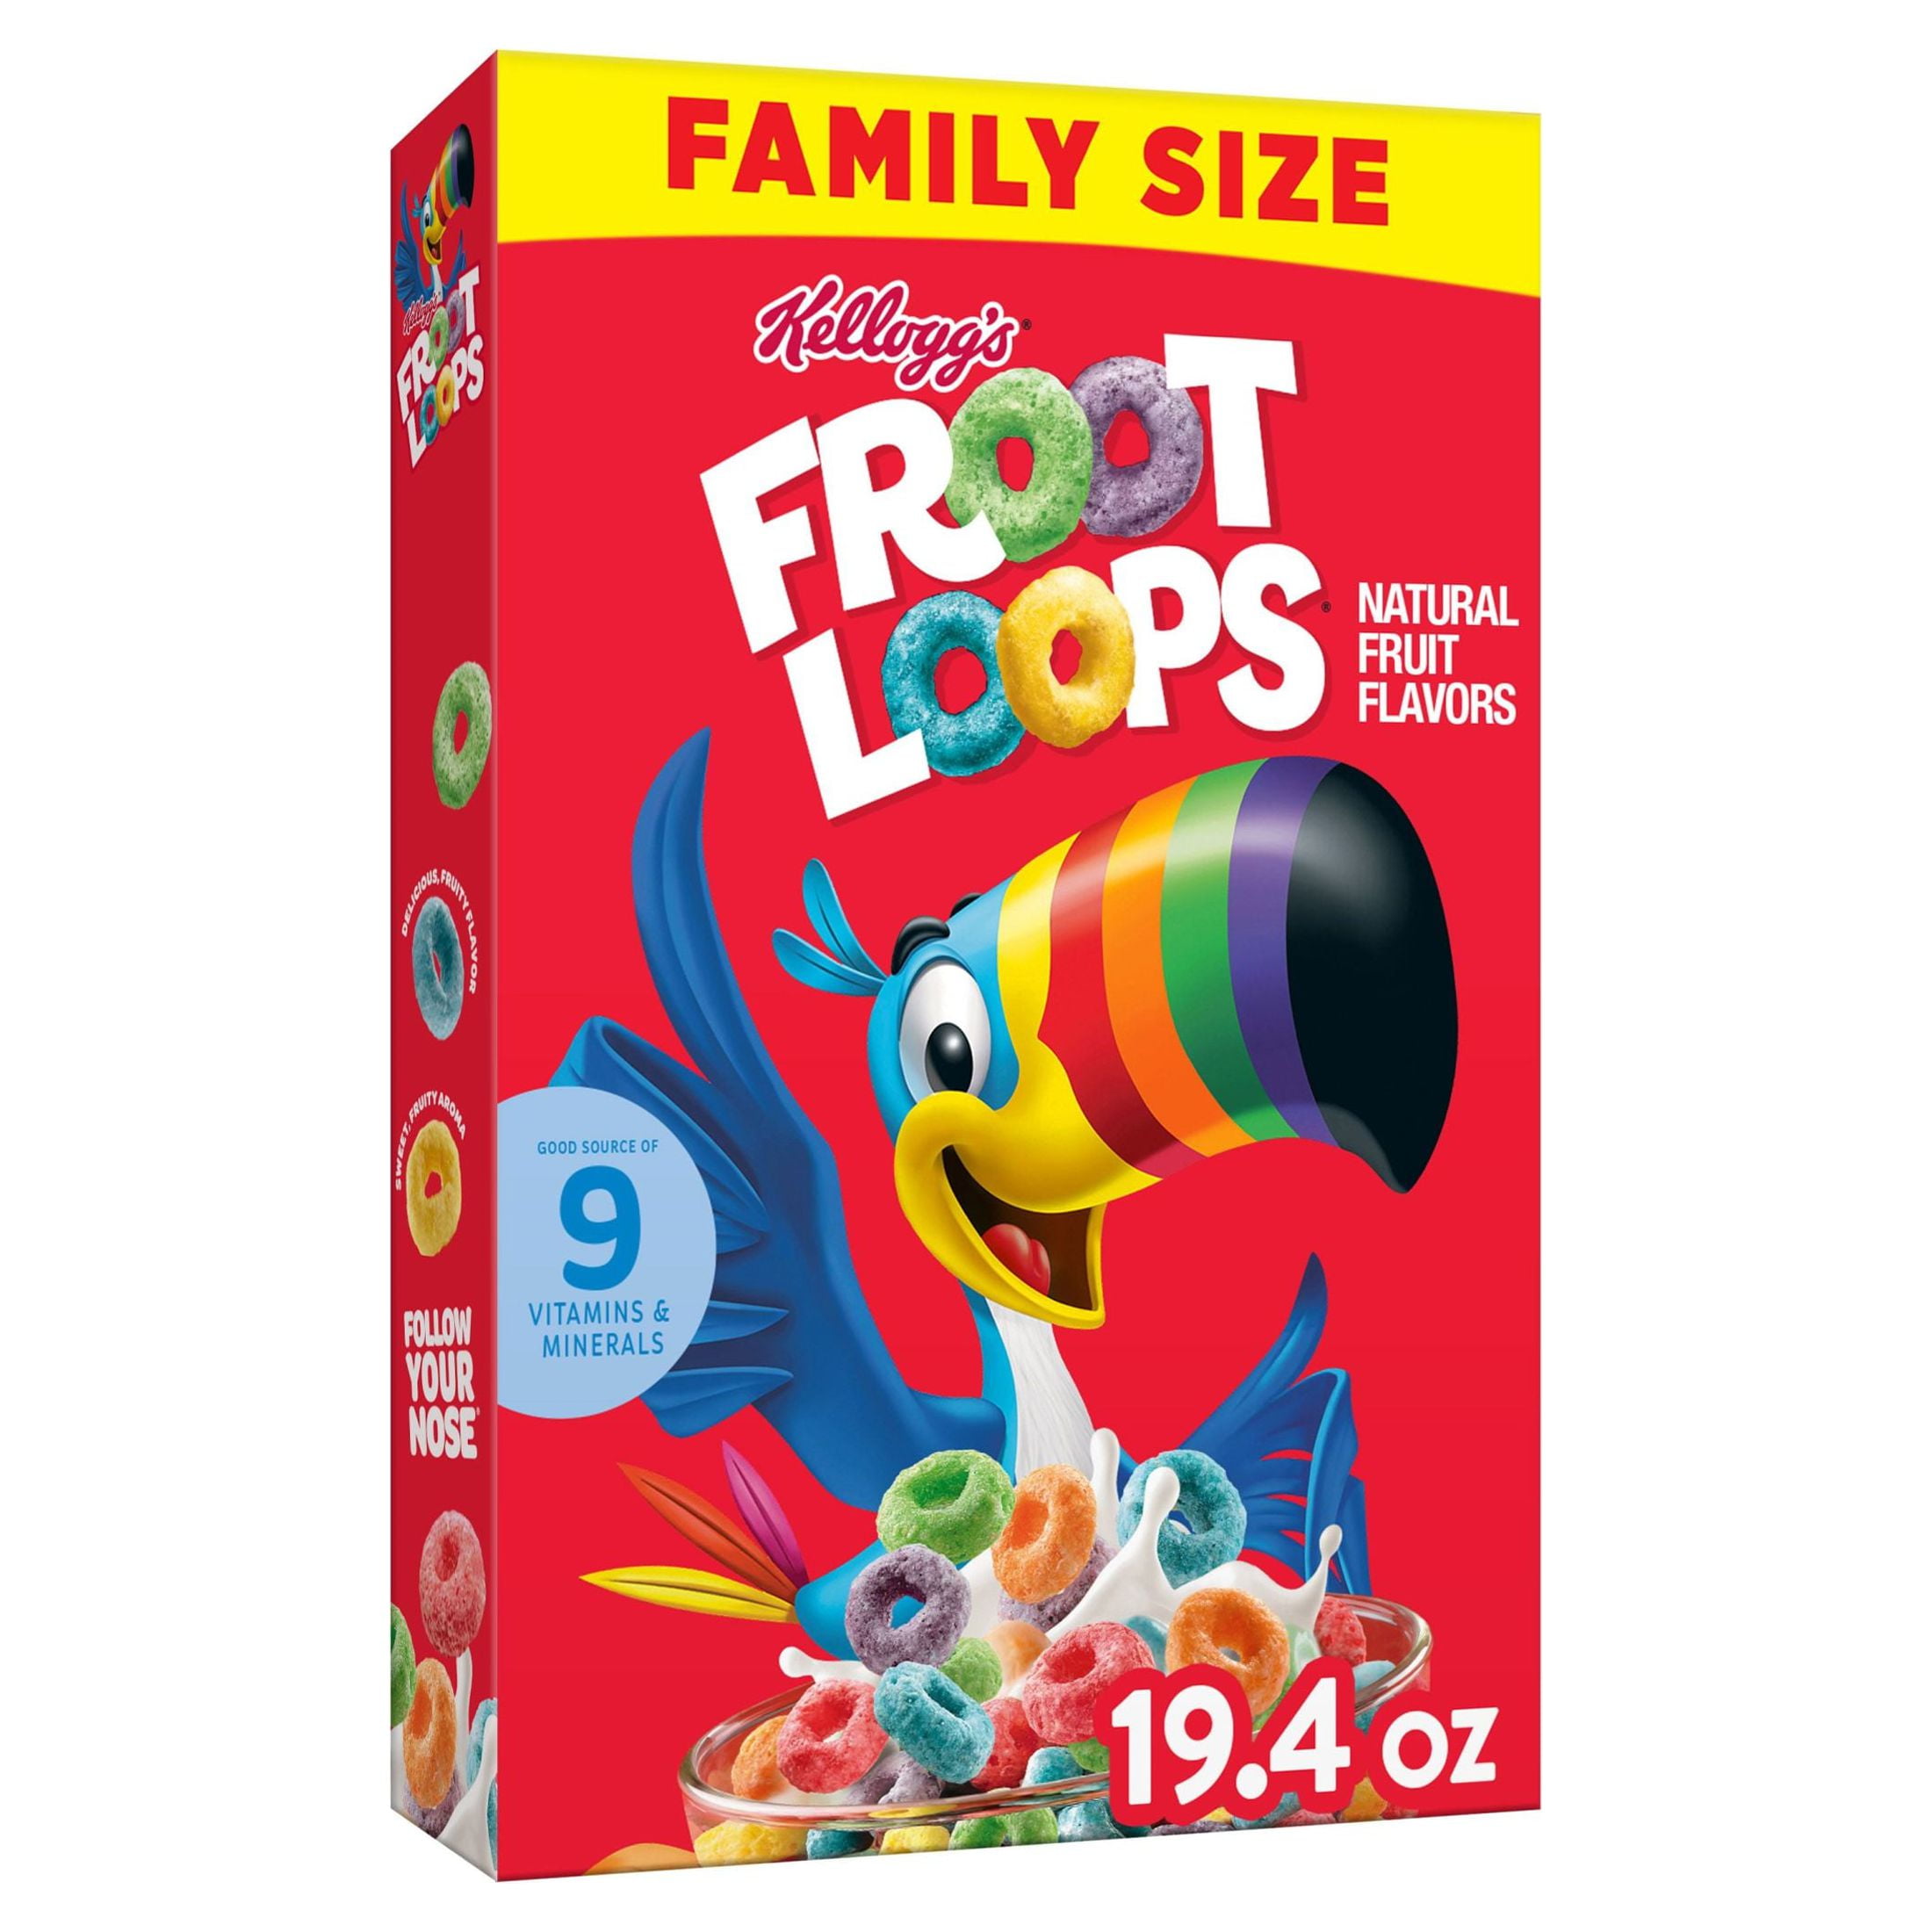 FAMILY SIZE
Kellogg's®
FROOT
LOOPS®
NATURAL
FRUIT
FLAVORS
GOOD SOURCE OF
9
VITAMINS &
MINERALS
19.4 OZ
Kellogg's
FROOT
LOOPS
DELICIOUS, FRUITY FLAVOR
SWEET, FRUITY AROMA
FOLLOW
YOUR
NOSE®